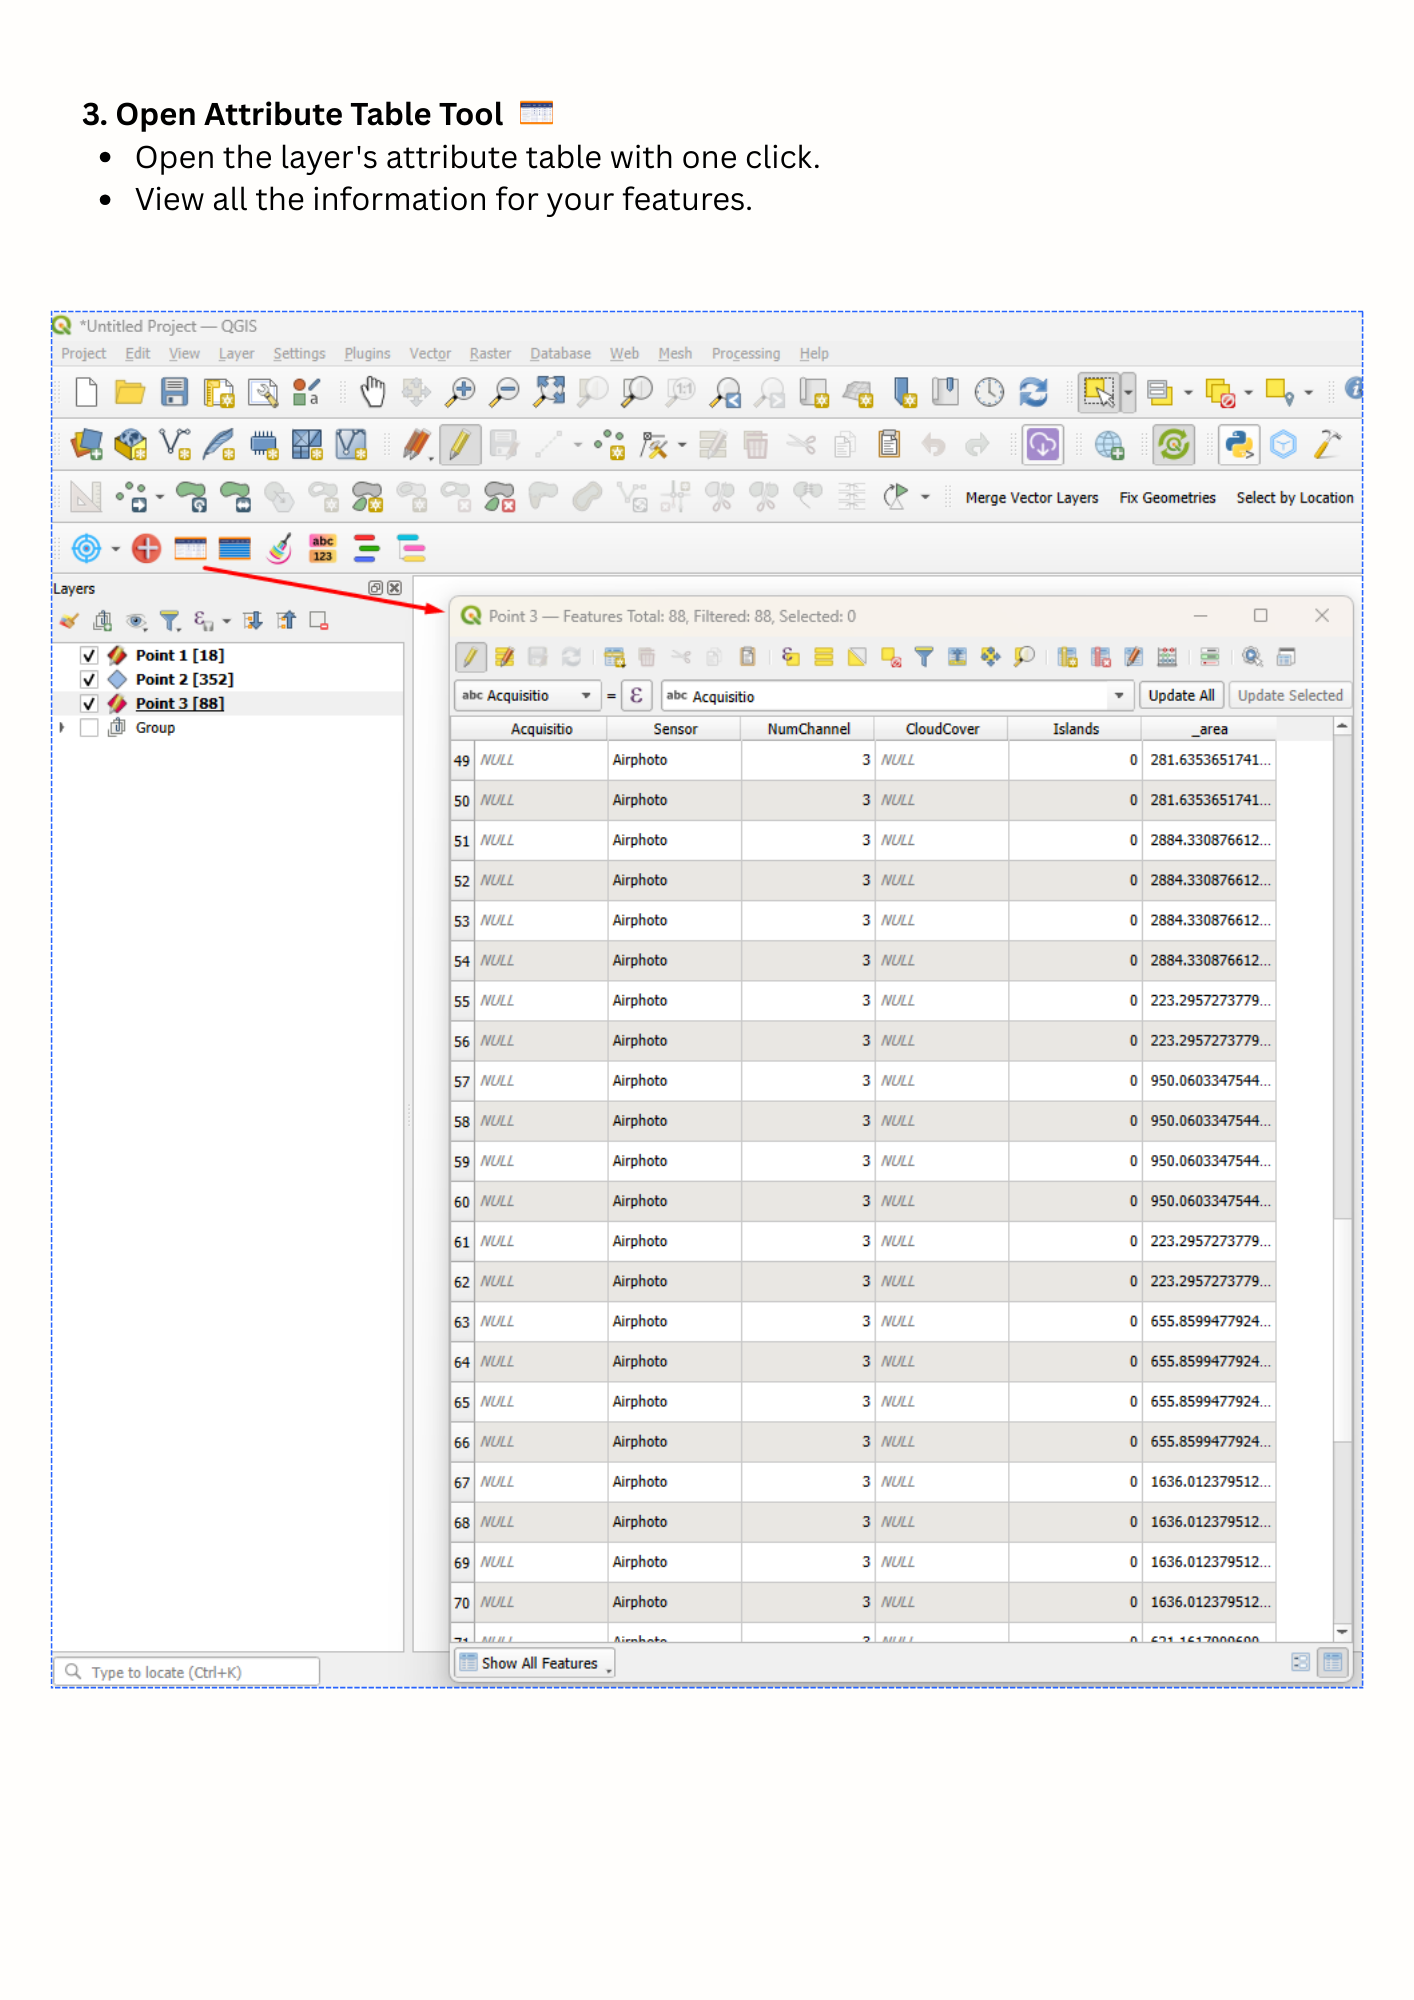 3. Open Attribute Table Tool
• Open the layer's attribute table with one click.
• View all the information for your features.
*Untitled Project — QGIS
Project Edit View Layer Settings Plugins Vector Raster Database Web Mesh Processing Help
1:1
a
Merge Vector Layers Fix Geometries Select by Location
abc
123
Layers
Point 1 [18]
Point 2 [352]
Point 3 [88]
Group
Point 3 — Features Total: 88, Filtered: 88, Selected: 0
abc Acquisitio = ε abc Acquisitio Update All Update Selected
Acquisitio Sensor NumChannel CloudCover Islands _area
49 NULL Airphoto 3 NULL 0 281.6353651741...
50 NULL Airphoto 3 NULL 0 281.6353651741...
51 NULL Airphoto 3 NULL 0 2884.330876612...
52 NULL Airphoto 3 NULL 0 2884.330876612...
53 NULL Airphoto 3 NULL 0 2884.330876612...
54 NULL Airphoto 3 NULL 0 2884.330876612...
55 NULL Airphoto 3 NULL 0 223.2957273779...
56 NULL Airphoto 3 NULL 0 223.2957273779...
57 NULL Airphoto 3 NULL 0 950.0603347544...
58 NULL Airphoto 3 NULL 0 950.0603347544...
59 NULL Airphoto 3 NULL 0 950.0603347544...
60 NULL Airphoto 3 NULL 0 950.0603347544...
61 NULL Airphoto 3 NULL 0 223.2957273779...
62 NULL Airphoto 3 NULL 0 223.2957273779...
63 NULL Airphoto 3 NULL 0 655.8599477924...
64 NULL Airphoto 3 NULL 0 655.8599477924...
65 NULL Airphoto 3 NULL 0 655.8599477924...
66 NULL Airphoto 3 NULL 0 655.8599477924...
67 NULL Airphoto 3 NULL 0 1636.012379512...
68 NULL Airphoto 3 NULL 0 1636.012379512...
69 NULL Airphoto 3 NULL 0 1636.012379512...
70 NULL Airphoto 3 NULL 0 1636.012379512...
71 NULL Airphoto 3 NULL 0
Show All Features
Type to locate (Ctrl+K)